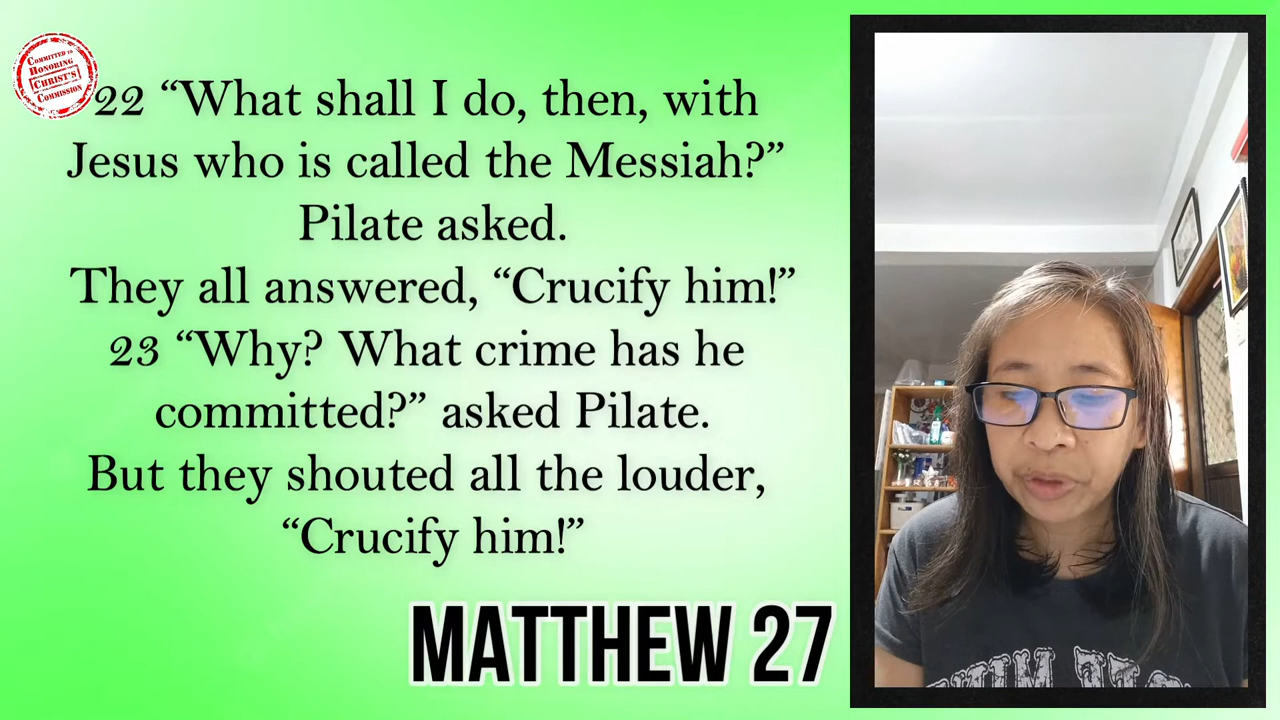 COMMITTED TO
HONORING
CHRIST'S
COMMISSION
22 “What shall I do, then, with
Jesus who is called the Messiah?”
Pilate asked.
They all answered, “Crucify him!”
23 “Why? What crime has he
committed?” asked Pilate.
But they shouted all the louder,
“Crucify him!”
MATTHEW 27